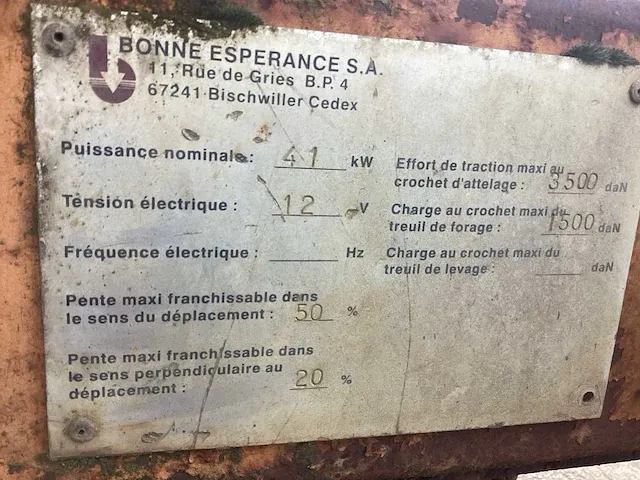 BONNE ESPERANCE S.A.
11, Rue de Gries B.P. 4
67241 Bischwiller Cedex
Puissance nominale : 41 kW
Tension électrique : 12 V
Fréquence électrique : Hz
Pente maxi franchissable dans
le sens du déplacement : 50 %
Pente maxi franchissable dans
le sens perpendiculaire au
déplacement : 20 %
Effort de traction maxi au
crochet d'attelage : 3500 daN
Charge au crochet maxi du
treuil de forage : 1500 daN
Charge au crochet maxi du
treuil de levage : daN